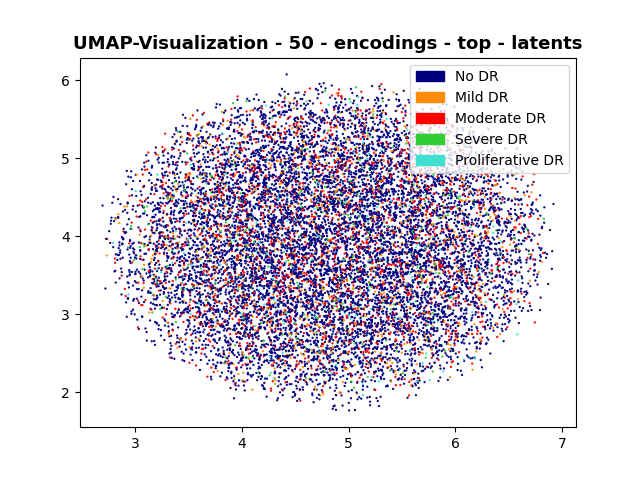 UMAP-Visualization - 50 - encodings - top - latents
No DR
Mild DR
Moderate DR
Severe DR
Proliferative DR
6
5
4
3
2
3 4 5 6 7